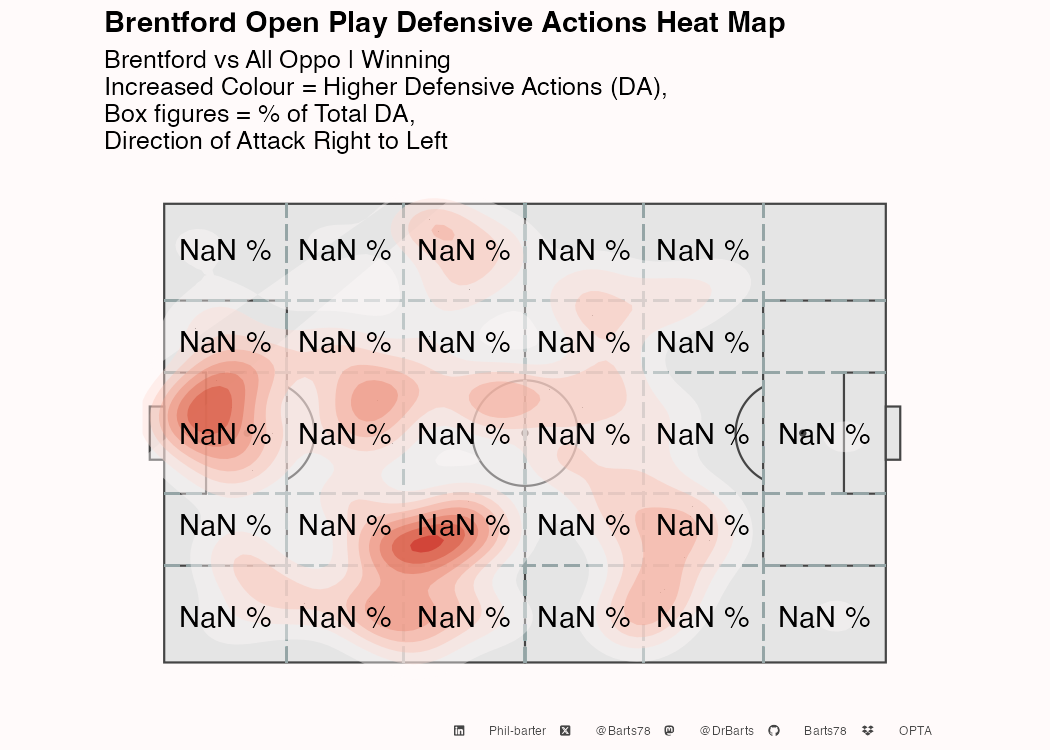 Brentford Open Play Defensive Actions Heat Map
Brentford vs All Oppo | Winning
Increased Colour = Higher Defensive Actions (DA),
Box figures = % of Total DA,
Direction of Attack Right to Left
NaN % NaN % NaN % NaN % NaN %
NaN % NaN % NaN % NaN % NaN %
NaN % NaN % NaN % NaN % NaN % NaN %
NaN % NaN % NaN % NaN % NaN %
NaN % NaN % NaN % NaN % NaN % NaN %
Phil-barter @Barts78 @DrBarts Barts78 OPTA